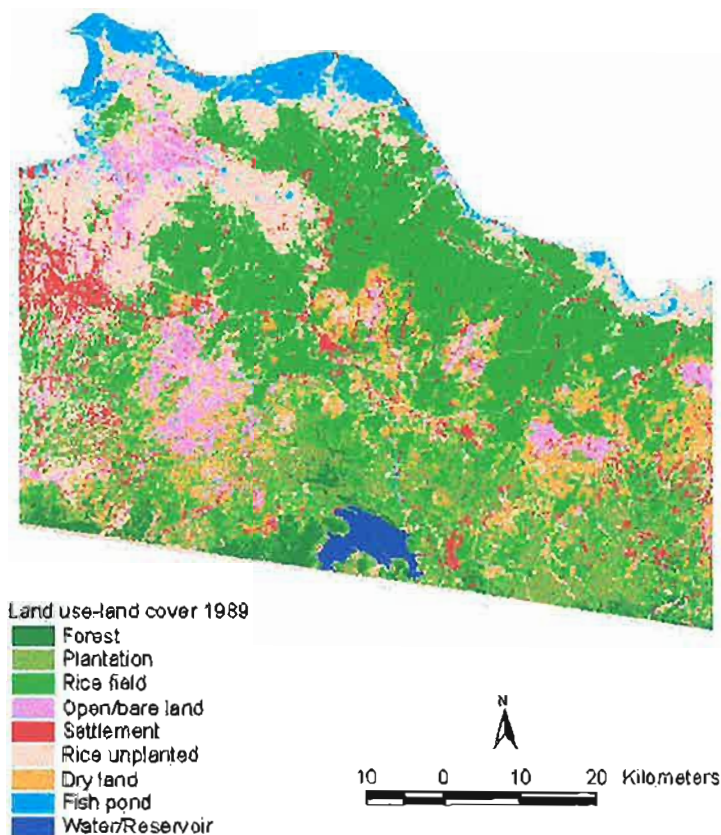 Land use-land cover 1989
Forest
Plantation
Rice field
Open/bare land
Settlement
Rice unplanted
Dry land
Fish pond
Water/Reservoir
N
10 0 10 20 Kilometers